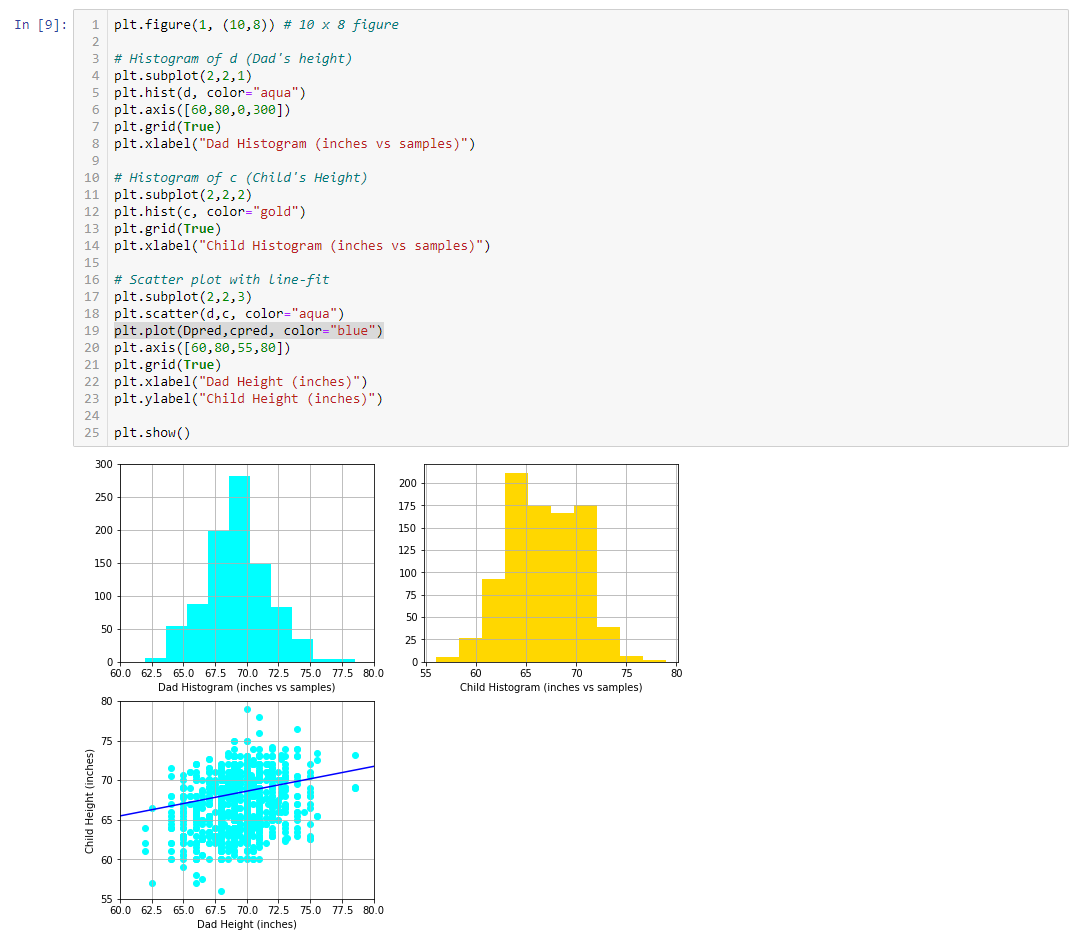 In [9]:
1 plt.figure(1, (10,8)) # 10 x 8 figure
2
3 # Histogram of d (Dad's height)
4 plt.subplot(2,2,1)
5 plt.hist(d, color="aqua")
6 plt.axis([60,80,0,300])
7 plt.grid(True)
8 plt.xlabel("Dad Histogram (inches vs samples)")
9
10 # Histogram of c (Child's Height)
11 plt.subplot(2,2,2)
12 plt.hist(c, color="gold")
13 plt.grid(True)
14 plt.xlabel("Child Histogram (inches vs samples)")
15
16 # Scatter plot with line-fit
17 plt.subplot(2,2,3)
18 plt.scatter(d,c, color="aqua")
19 plt.plot(Dpred,cpred, color="blue")
20 plt.axis([60,80,55,80])
21 plt.grid(True)
22 plt.xlabel("Dad Height (inches)")
23 plt.ylabel("Child Height (inches)")
24
25 plt.show()
300
250
200
150
100
50
0
60.0 62.5 65.0 67.5 70.0 72.5 75.0 77.5 80.0
Dad Histogram (inches vs samples)
200
175
150
125
100
75
50
25
0
55 60 65 70 75 80
Child Histogram (inches vs samples)
80
75
70
65
60
55
Child Height (inches)
60.0 62.5 65.0 67.5 70.0 72.5 75.0 77.5 80.0
Dad Height (inches)